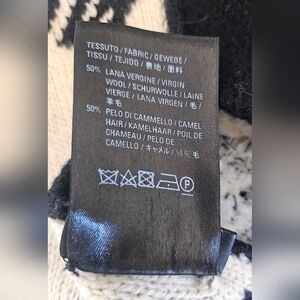 TESSUTO / FABRIC / GEWEBE /
TISSU / TEJIDO / 表地 / 面料
50% LANA VERGINE / VIRGIN
WOOL / SCHURWOLLE / LAINE
VIERGE / LANA VIRGEN / 毛 /
羊毛
50% PELO DI CAMMELLO / CAMEL
HAIR / KAMELHAAR / POIL DE
CHAMEAU / PELO DE
CAMELLO / キャメル / 毛
P